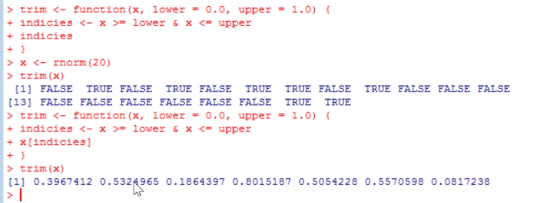 > trim <- function(x, lower = 0.0, upper = 1.0) {
+ indicies <- x >= lower & x <= upper
+ indicies
+ }
> x <- rnorm(20)
> trim(x)
 [1] FALSE  TRUE FALSE  TRUE FALSE  TRUE  TRUE FALSE  TRUE FALSE FALSE FALSE
[13] FALSE FALSE FALSE FALSE FALSE FALSE  TRUE  TRUE
> trim <- function(x, lower = 0.0, upper = 1.0) {
+ indicies <- x >= lower & x <= upper
+ x[indicies]
+ }
> trim(x)
[1] 0.3967412 0.5324965 0.1864397 0.8015187 0.5054228 0.5570598 0.0817238
>